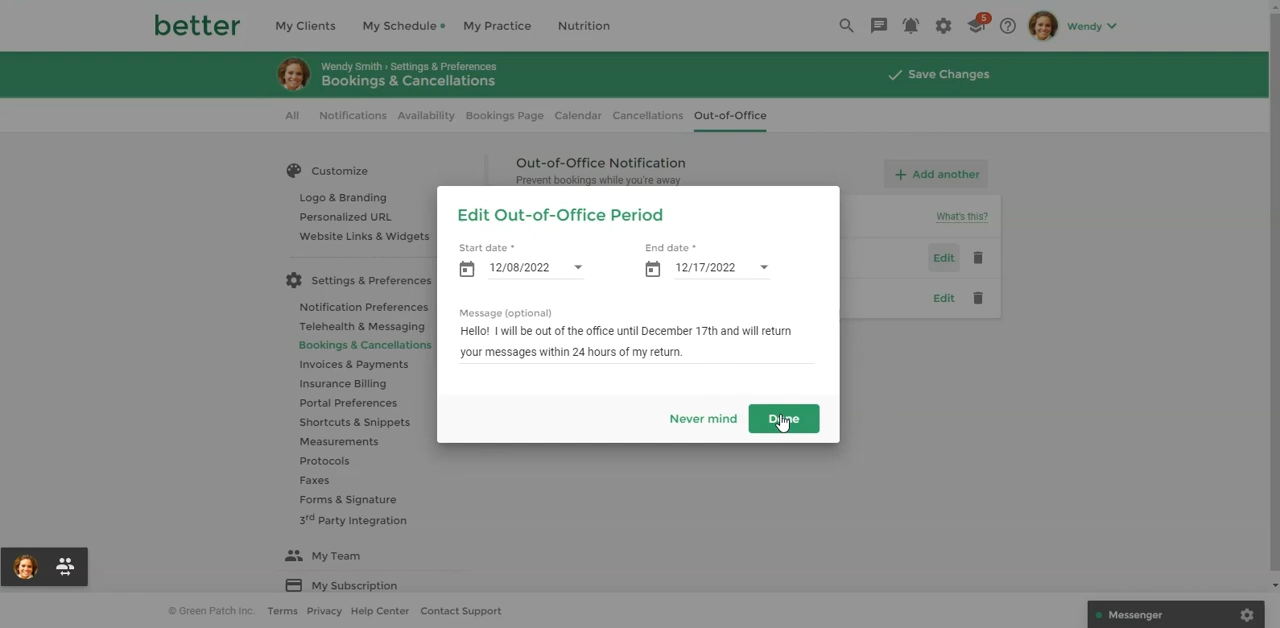 better
My Clients
My Schedule
My Practice
Nutrition
5
Wendy
Wendy Smith › Settings & Preferences
Bookings & Cancellations
Save Changes
All
Notifications
Availability
Bookings Page
Calendar
Cancellations
Out-of-Office
Customize
Logo & Branding
Personalized URL
Website Links & Widgets
Settings & Preferences
Notification Preferences
Telehealth & Messaging
Bookings & Cancellations
Invoices & Payments
Insurance Billing
Portal Preferences
Shortcuts & Snippets
Measurements
Protocols
Faxes
Forms & Signature
3rd Party Integration
My Team
My Subscription
Out-of-Office Notification
Prevent bookings while you're away
+ Add another
What's this?
Edit
Edit
Edit Out-of-Office Period
Start date *
12/08/2022
End date *
12/17/2022
Message (optional)
Hello! I will be out of the office until December 17th and will return
your messages within 24 hours of my return.
Never mind
Done
© Green Patch Inc.
Terms
Privacy
Help Center
Contact Support
Messenger